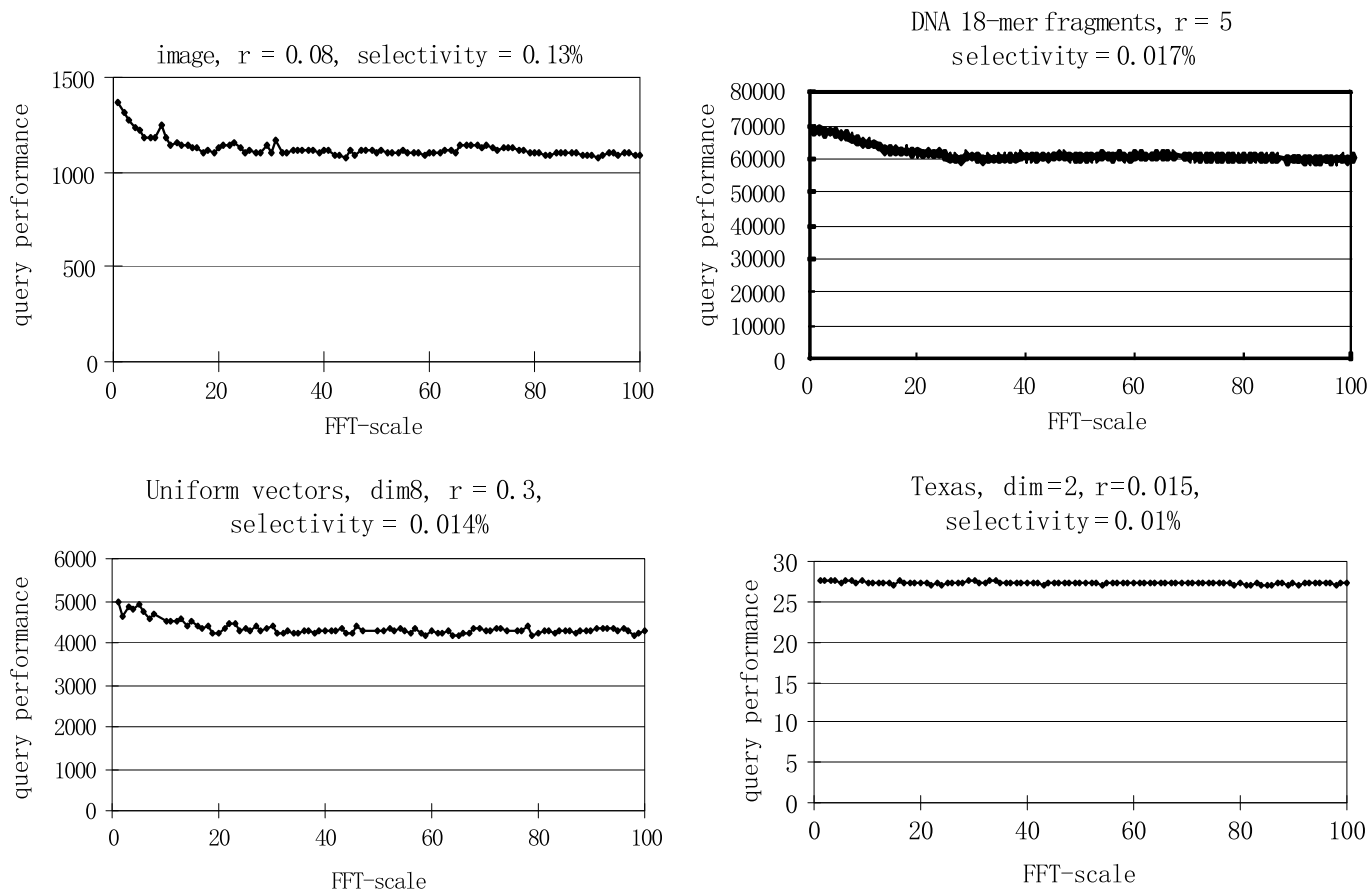 image, r = 0.08, selectivity = 0.13%
query performance
1500
1000
500
0
0 20 40 60 80 100
FFT-scale
DNA 18-mer fragments, r = 5
selectivity = 0.017%
query performance
80000
70000
60000
50000
40000
30000
20000
10000
0
0 20 40 60 80 100
FFT-scale
Uniform vectors, dim8, r = 0.3,
selectivity = 0.014%
query performance
6000
5000
4000
3000
2000
1000
0
0 20 40 60 80 100
FFT-scale
Texas, dim=2, r=0.015,
selectivity=0.01%
query performance
30
25
20
15
10
5
0
0 20 40 60 80 100
FFT-scale